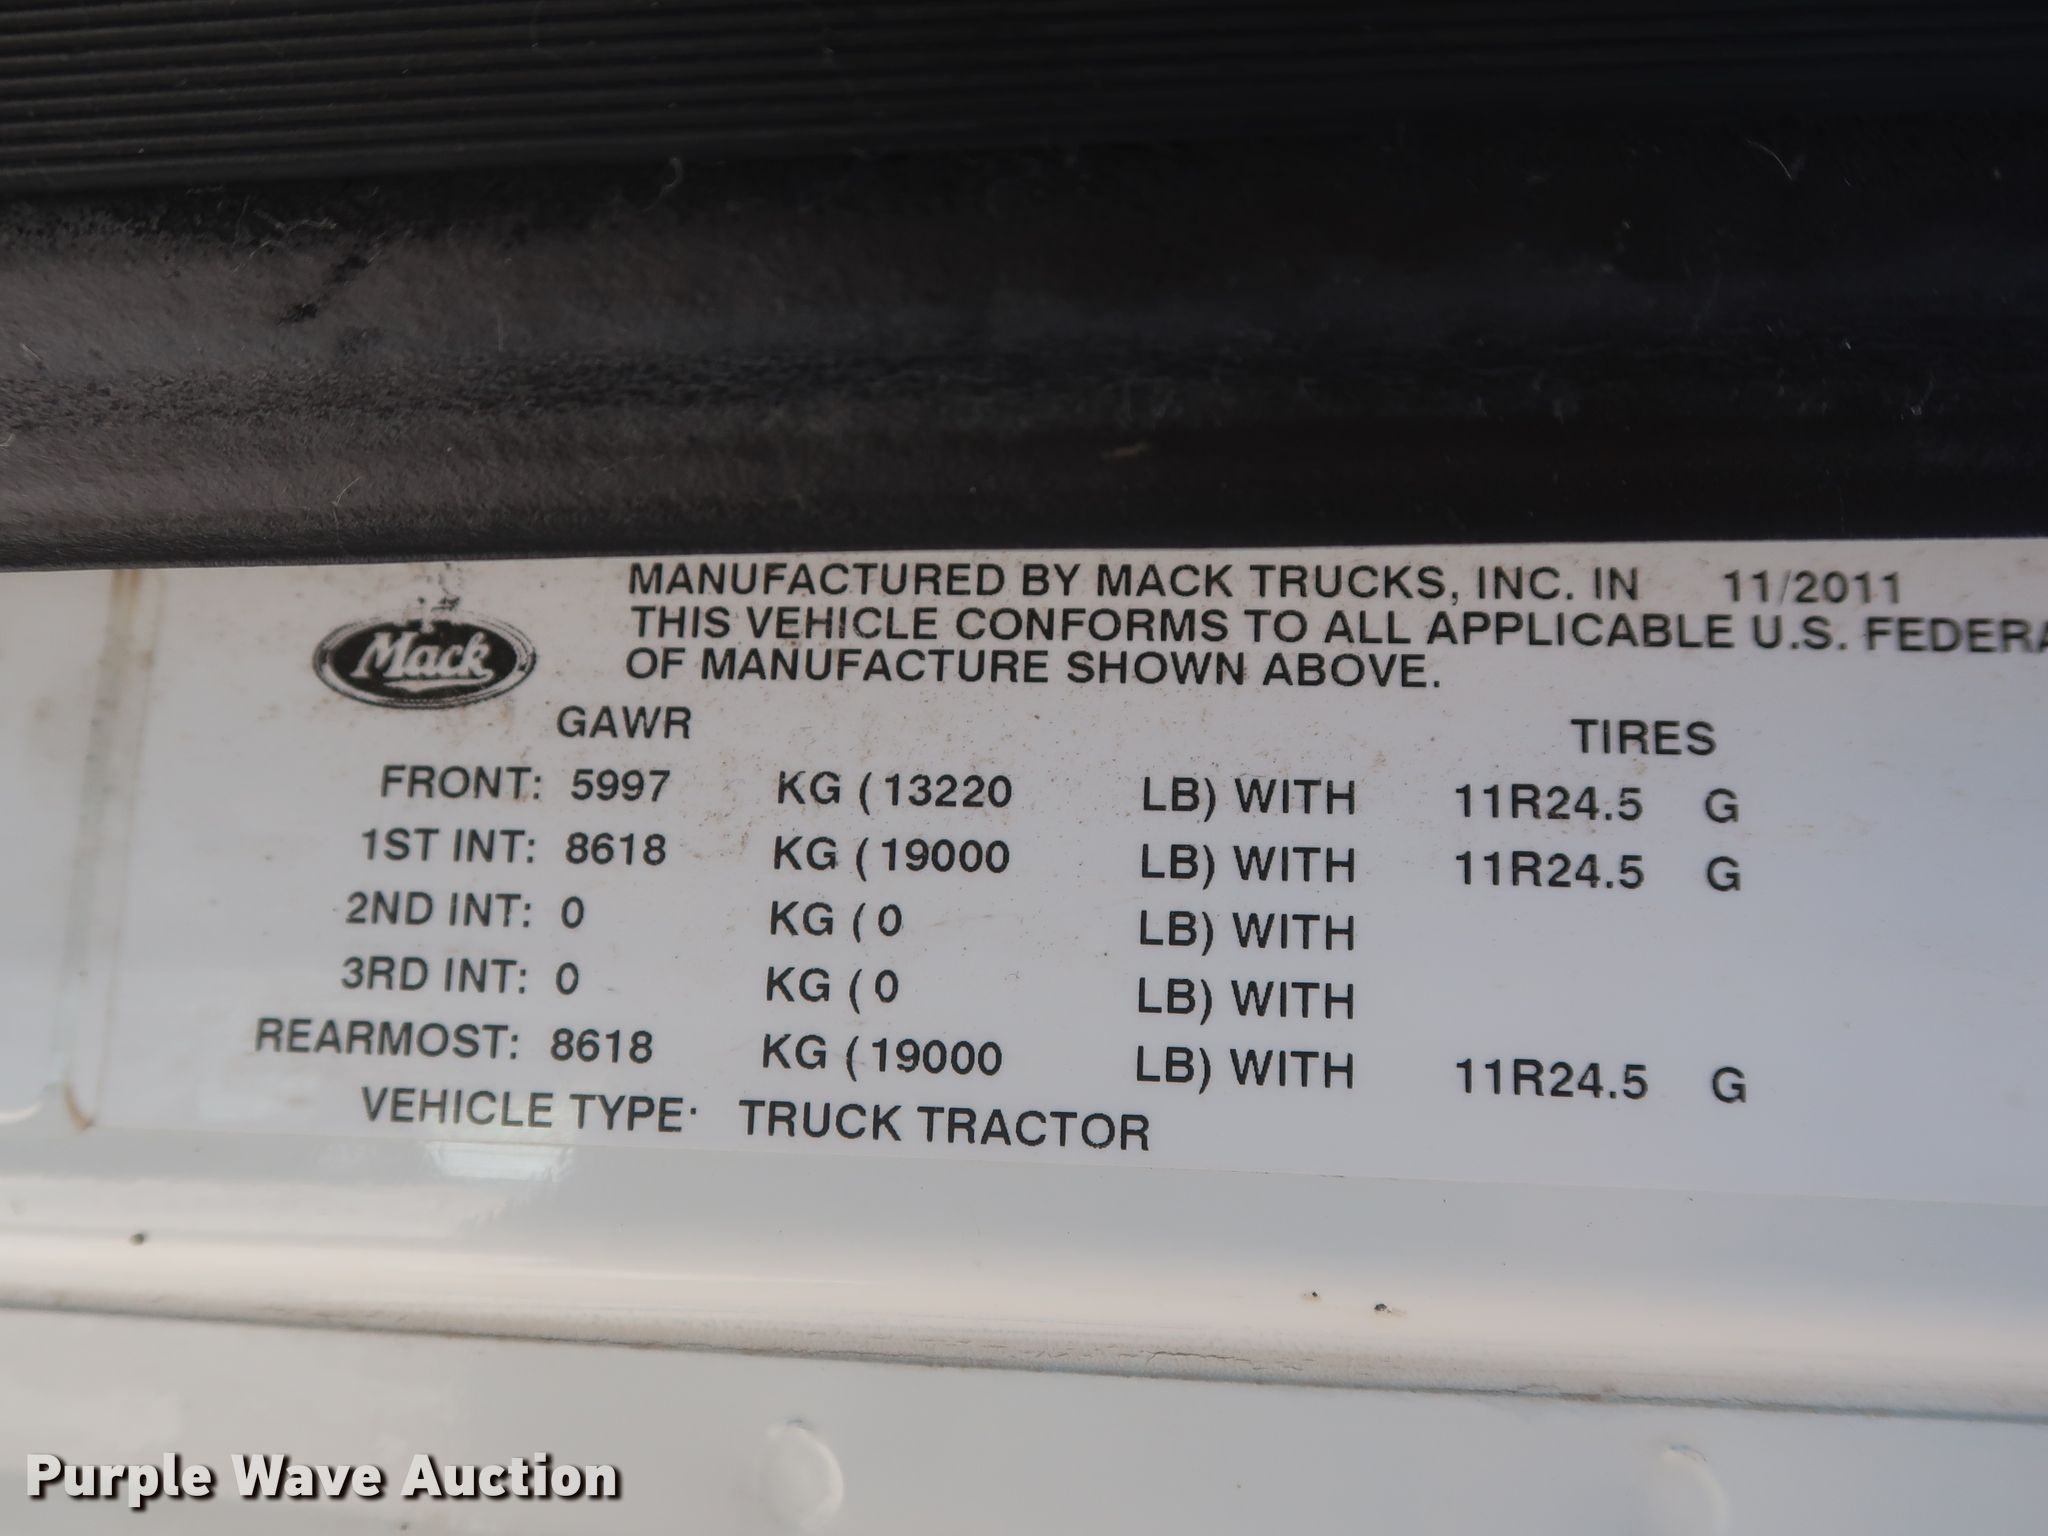 MANUFACTURED BY MACK TRUCKS, INC. IN 11/2011
THIS VEHICLE CONFORMS TO ALL APPLICABLE U.S. FEDERA
OF MANUFACTURE SHOWN ABOVE.
Mack
GAWR TIRES
FRONT: 5997 KG (13220 LB) WITH 11R24.5 G
1ST INT: 8618 KG (19000 LB) WITH 11R24.5 G
2ND INT: 0 KG (0 LB) WITH
3RD INT: 0 KG (0 LB) WITH
REARMOST: 8618 KG (19000 LB) WITH 11R24.5 G
VEHICLE TYPE: TRUCK TRACTOR
Purple Wave Auction